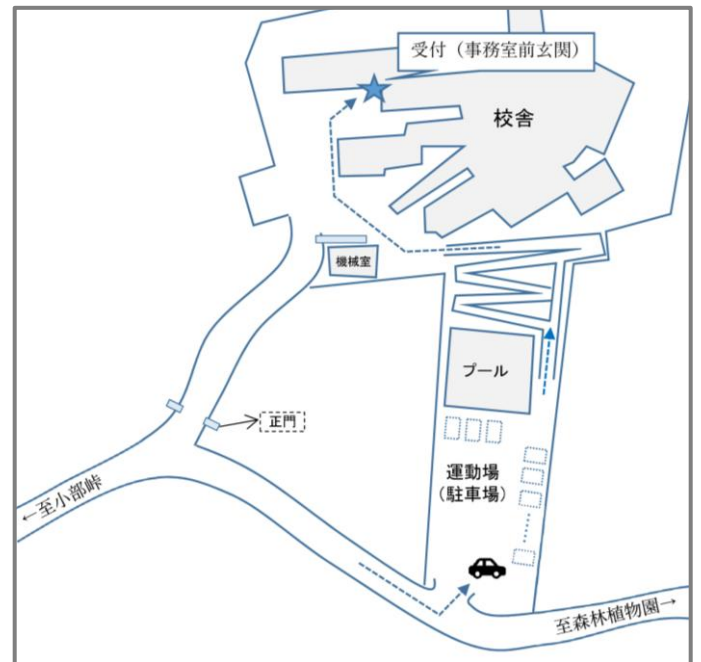 受付（事務室前玄関）
校舎
機械室
プール
正門
運動場
（駐車場）
←至小部峠
至森林植物園→